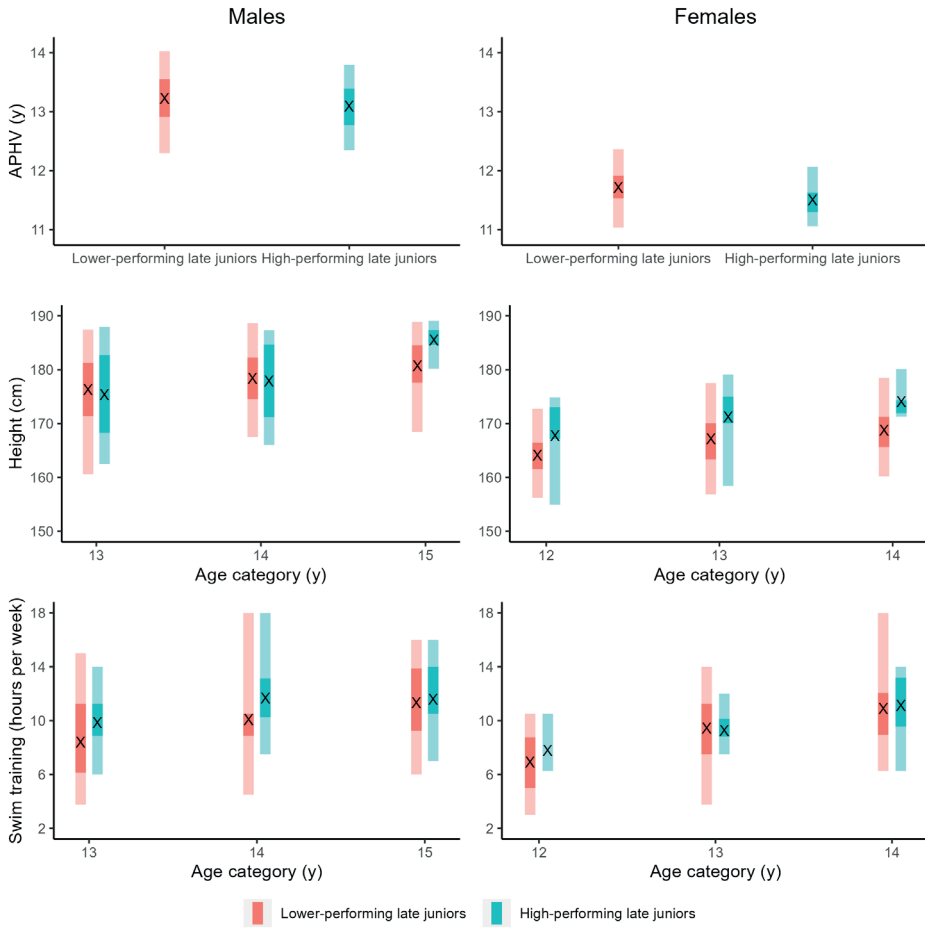 Males Females
APHV (y)
14
13
12
11
Lower-performing late juniors High-performing late juniors
14
13
12
11
Lower-performing late juniors High-performing late juniors
Height (cm)
190
180
170
160
150
13 14 15
Age category (y)
190
180
170
160
150
12 13 14
Age category (y)
Swim training (hours per week)
18
14
10
6
2
13 14 15
Age category (y)
18
14
10
6
2
12 13 14
Age category (y)
Lower-performing late juniors High-performing late juniors